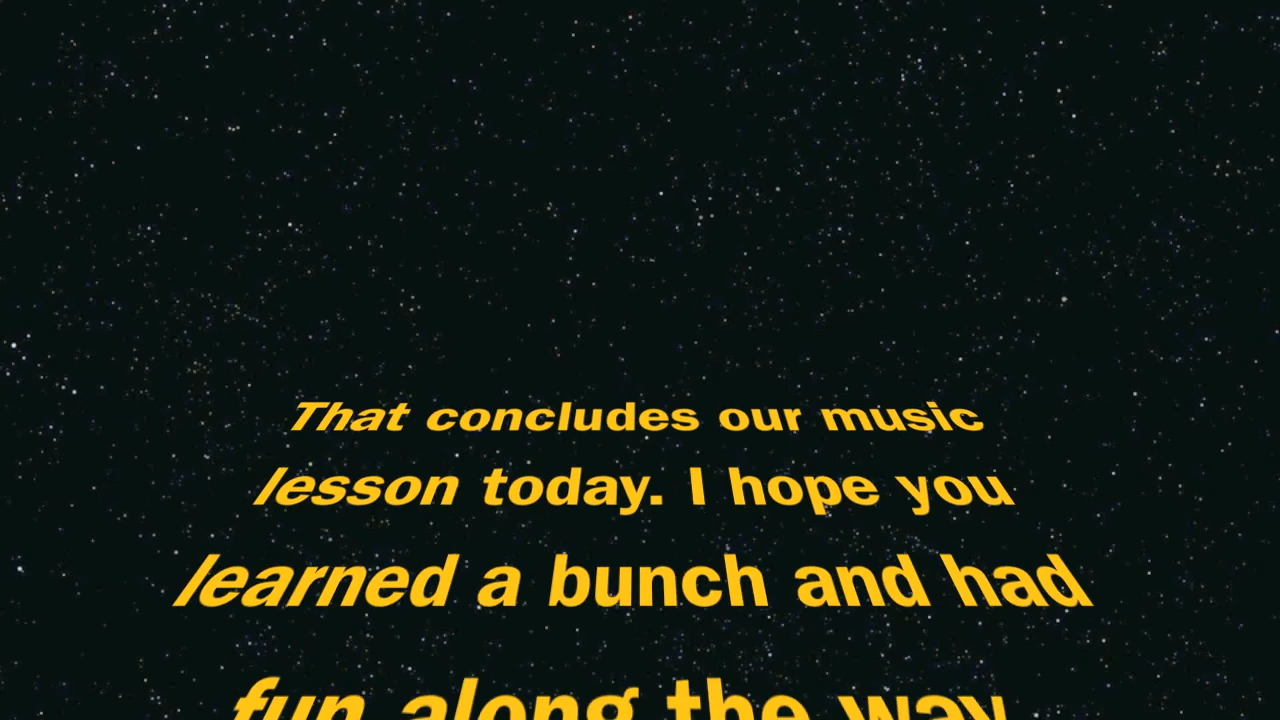 That concludes our music
lesson today. I hope you
learned a bunch and had
fun along the way